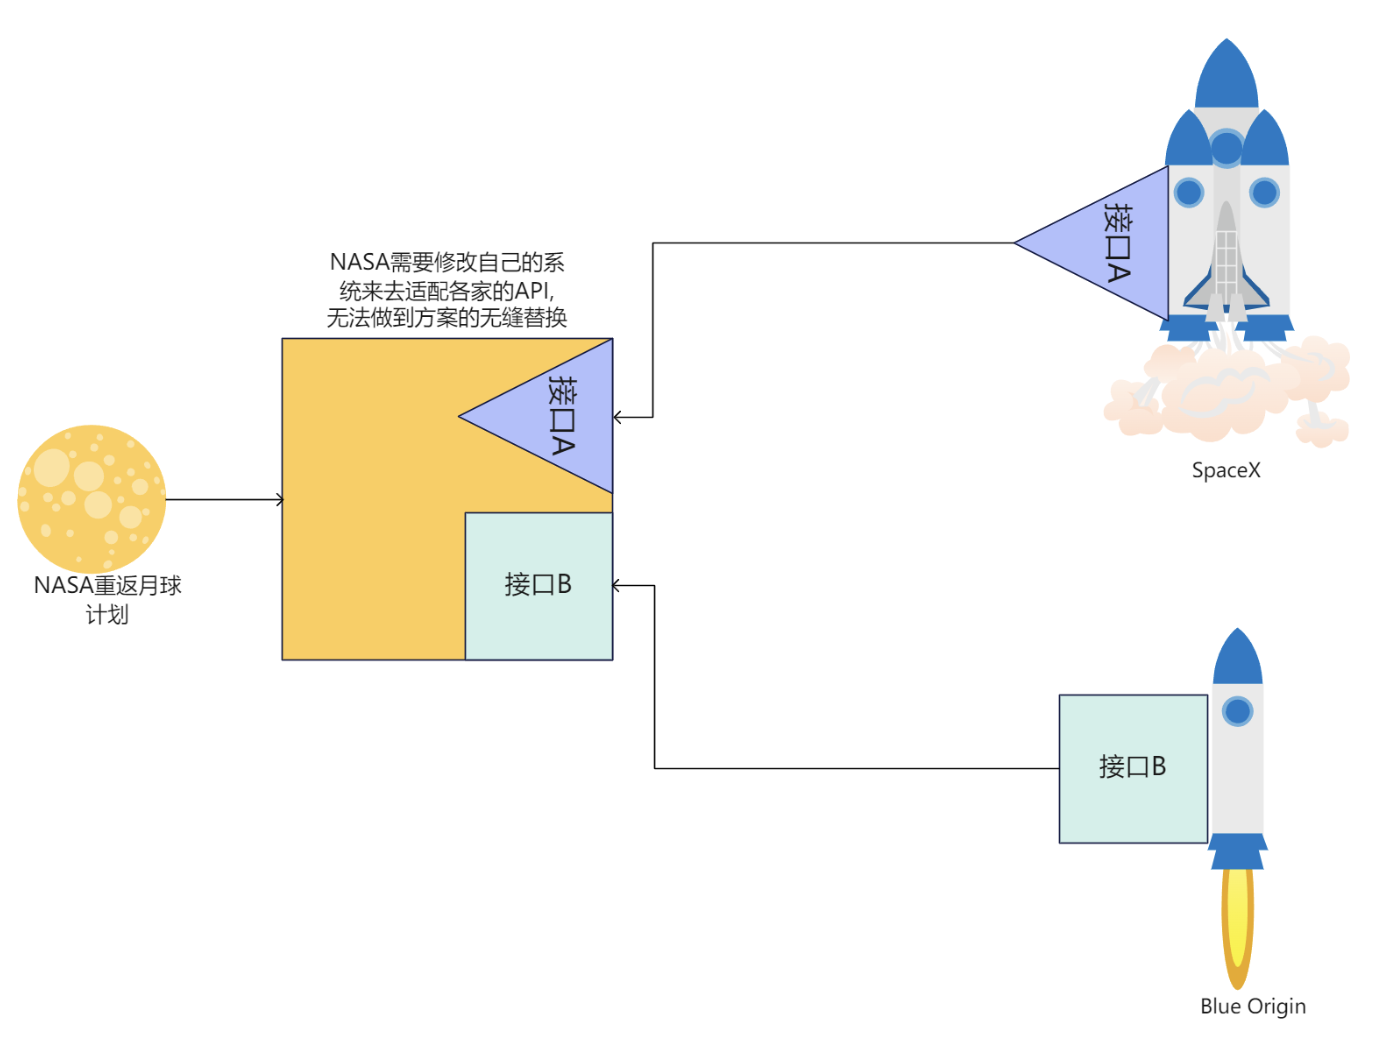 NASA需要修改自己的系
统来去适配各家的API,
无法做到方案的无缝替换
接口A
接口A
SpaceX
NASA重返月球
计划
接口B
接口B
Blue Origin